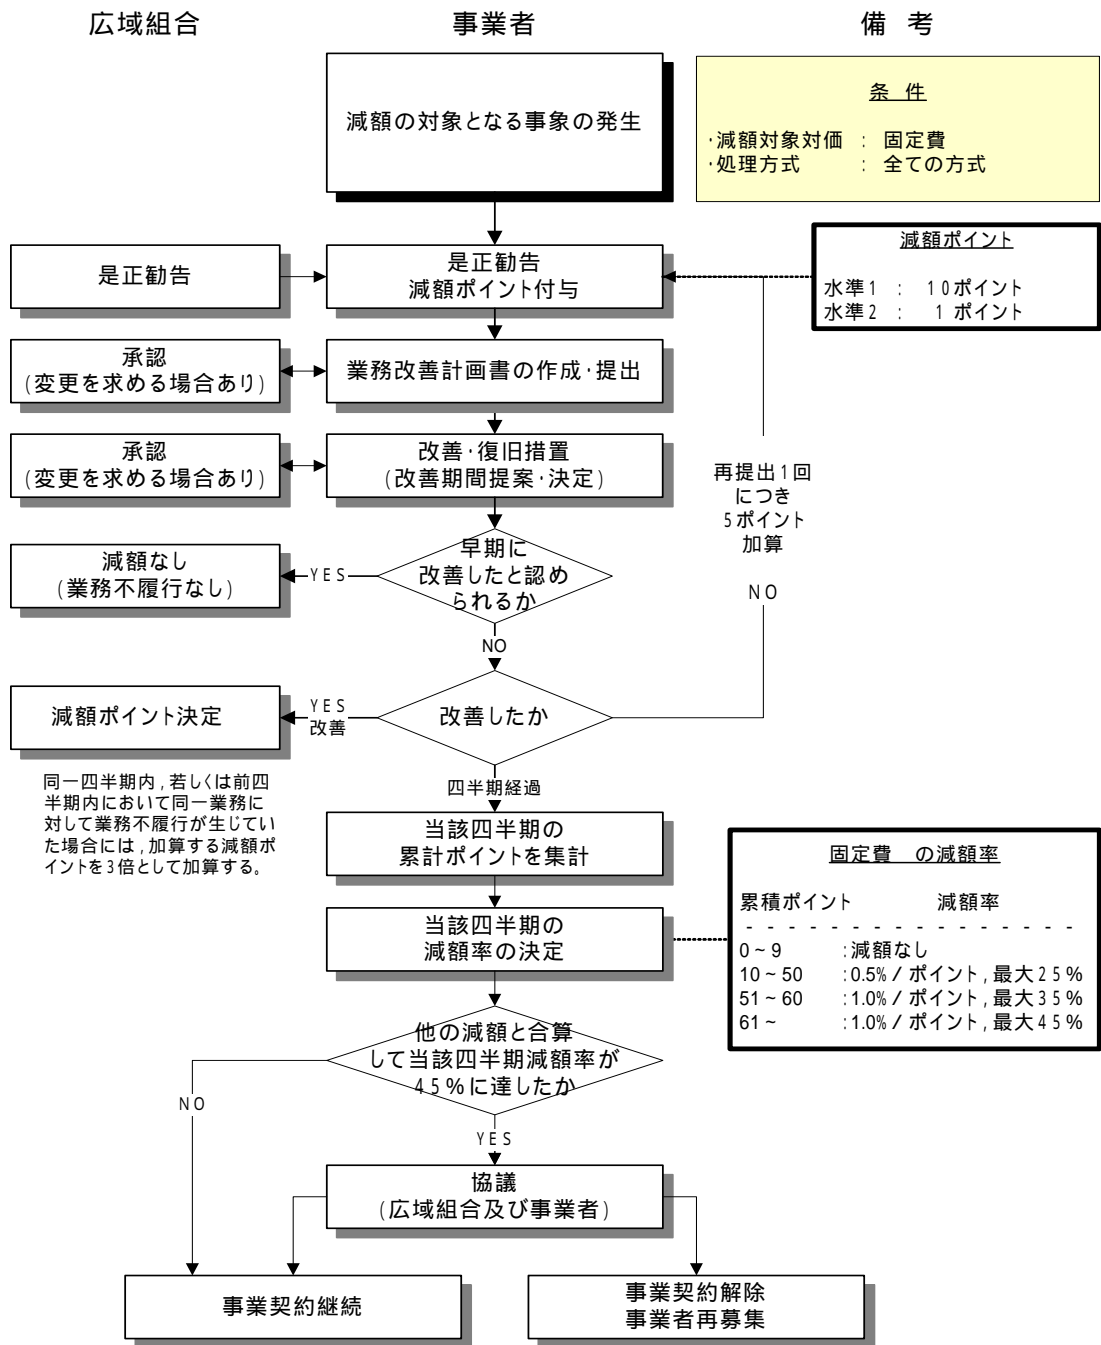 広域組合
事業者
備 考
減額の対象となる事象の発生
条 件
・減額対象対価 : 固定費
・処理方式 : 全ての方式
是正勧告
是正勧告
減額ポイント付与
減額ポイント
水準1 : 10ポイント
水準2 : 1 ポイント
承認
(変更を求める場合あり)
業務改善計画書の作成・提出
承認
(変更を求める場合あり)
改善・復旧措置
(改善期間提案・決定)
再提出1回
につき
5ポイント
加算
NO
減額なし
(業務不履行なし)
YES
早期に
改善したと認め
られるか
NO
減額ポイント決定
YES
改善
改善したか
同一四半期内,若しくは前四
半期内において同一業務に
対して業務不履行が生じてい
た場合には,加算する減額ポ
イントを3倍として加算する。
四半期経過
当該四半期の
累計ポイントを集計
当該四半期の
減額率の決定
固定費 の減額率
累積ポイント 減額率
- - - - - - - - - - - - - - - -
0~9 :減額なし
10~50 :0.5%/ポイント,最大25%
51~60 :1.0%/ポイント,最大35%
61~ :1.0%/ポイント,最大45%
他の減額と合算
して当該四半期減額率が
45%に達したか
NO
YES
協議
(広域組合及び事業者)
事業契約継続
事業契約解除
事業者再募集